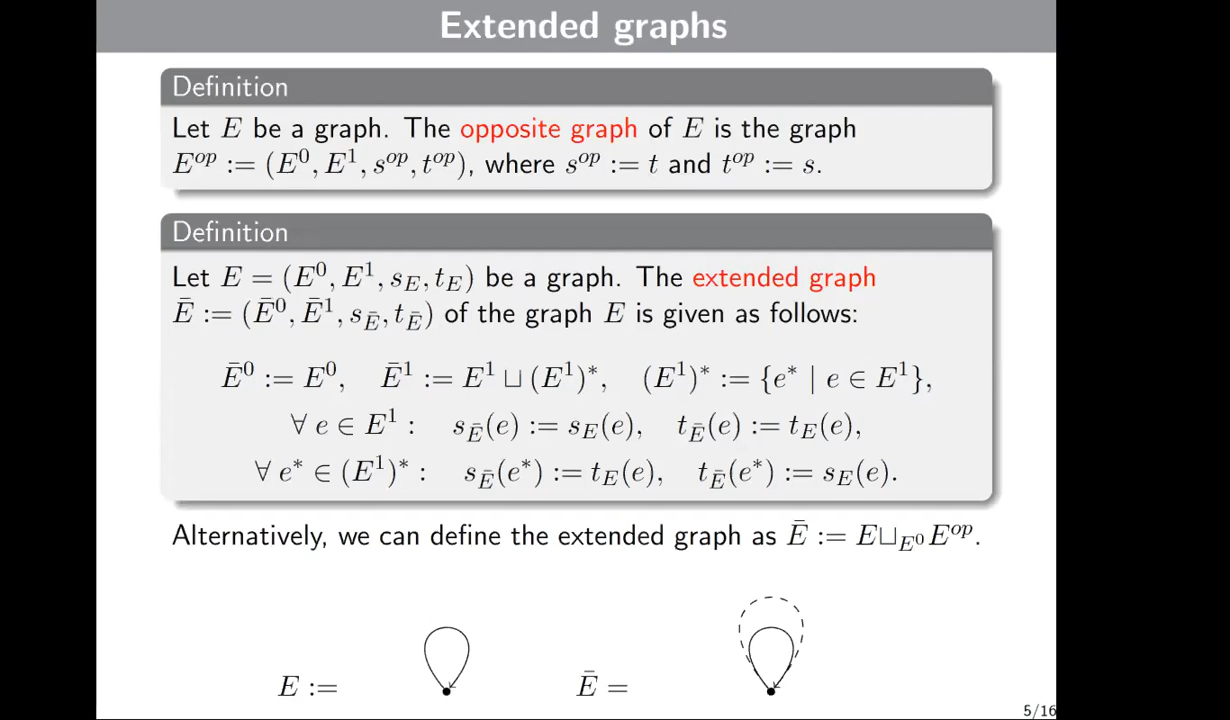 Extended graphs
Definition
Let E be a graph. The opposite graph of E is the graph
E^{op} := (E^0, E^1, s^{op}, t^{op}), where s^{op} := t and t^{op} := s.
Definition
Let E = (E^0, E^1, s_E, t_E) be a graph. The extended graph
Ē := (Ē^0, Ē^1, s_Ē, t_Ē) of the graph E is given as follows:
Ē^0 := E^0, Ē^1 := E^1 ⊔ (E^1)^*, (E^1)^* := {e^* | e ∈ E^1},
∀ e ∈ E^1 : s_Ē(e) := s_E(e), t_Ē(e) := t_E(e),
∀ e^* ∈ (E^1)^* : s_Ē(e^*) := t_E(e), t_Ē(e^*) := s_E(e).
Alternatively, we can define the extended graph as Ē := E ⊔_{E^0} E^{op}.
E := Ē =
5/16